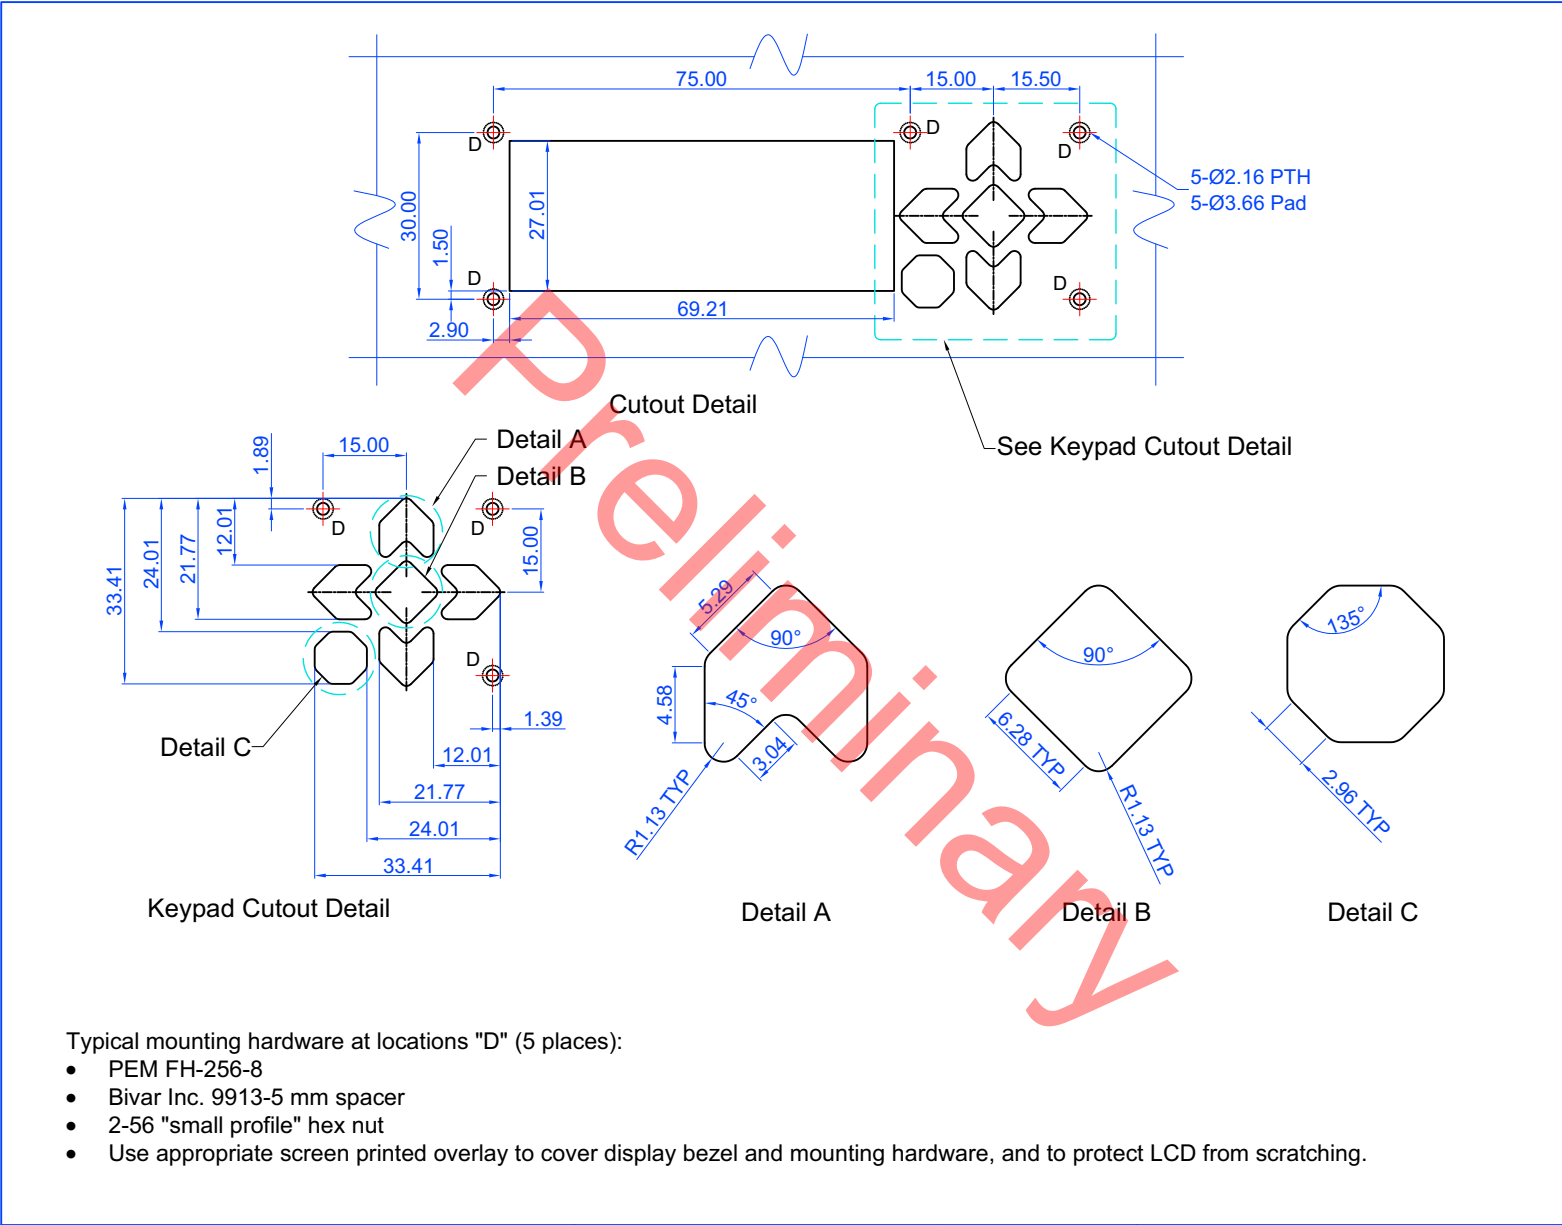 75.00
15.00
15.50
D
D
D
5-Ø2.16 PTH
5-Ø3.66 Pad
30.00
27.01
1.50
D
D
69.21
2.90
Cutout Detail
See Keypad Cutout Detail
Detail A
Detail B
1.89
15.00
D
D
12.01
21.77
24.01
33.41
15.00
D
1.39
12.01
21.77
24.01
33.41
Detail C
Keypad Cutout Detail
5.29
90°
4.58
45°
3.04
R1.13 TYP
Detail A
90°
6.28 TYP
R1.13 TYP
Detail B
135°
2.96 TYP
Detail C
Preliminary
Typical mounting hardware at locations "D" (5 places):
• PEM FH-256-8
• Bivar Inc. 9913-5 mm spacer
• 2-56 "small profile" hex nut
• Use appropriate screen printed overlay to cover display bezel and mounting hardware, and to protect LCD from scratching.